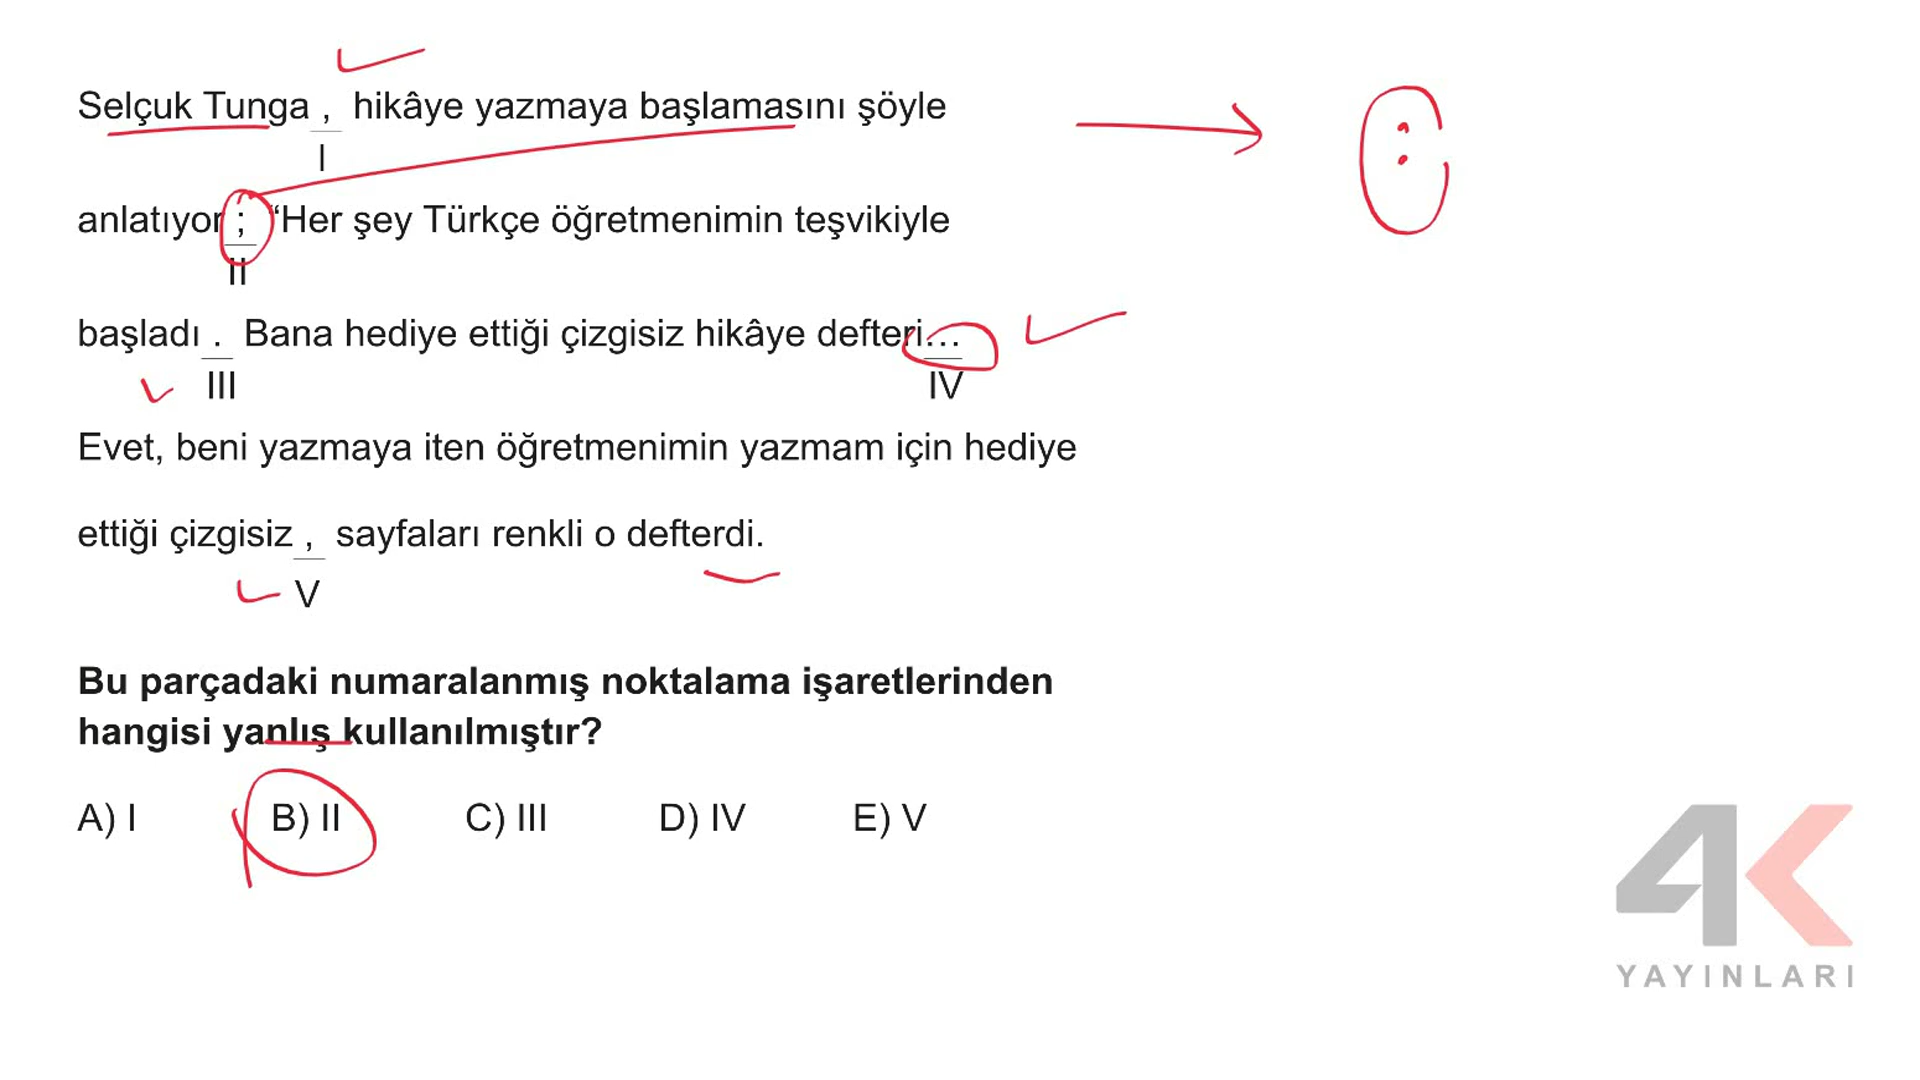 Selçuk Tunga , hikâye yazmaya başlamasını şöyle
I
anlatıyor ; “Her şey Türkçe öğretmenimin teşvikiyle
II
başladı . Bana hediye ettiği çizgisiz hikâye defteri…
III IV
Evet, beni yazmaya iten öğretmenimin yazmam için hediye
ettiği çizgisiz , sayfaları renkli o defterdi.
V
Bu parçadaki numaralanmış noktalama işaretlerinden
hangisi yanlış kullanılmıştır?
A) I B) II C) III D) IV E) V
:
4K
YAYINLARI